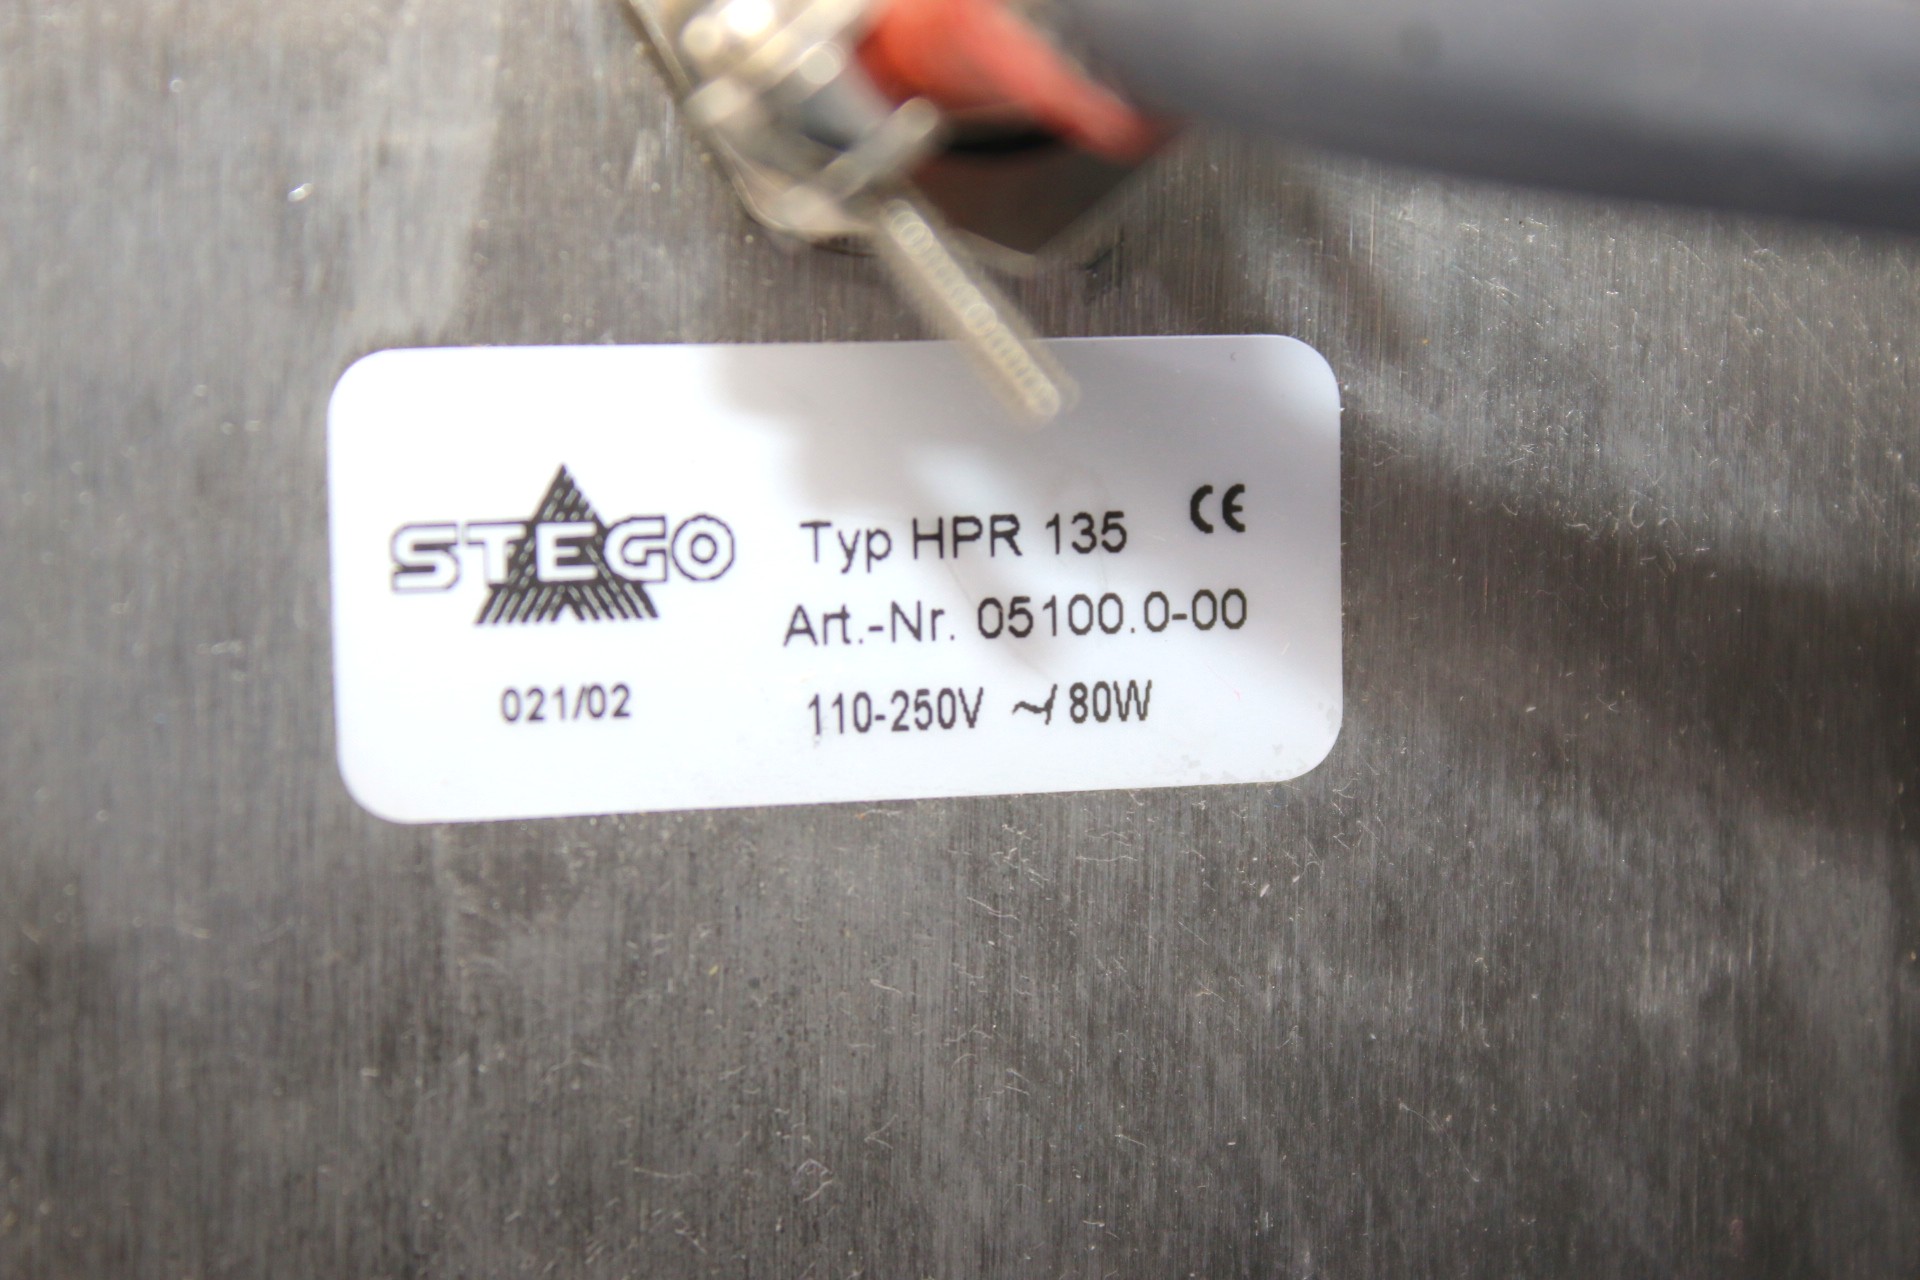 STEGO
Typ HPR 135 CE
Art.-Nr. 05100.0-00
021/02
110-250V ~/ 80W